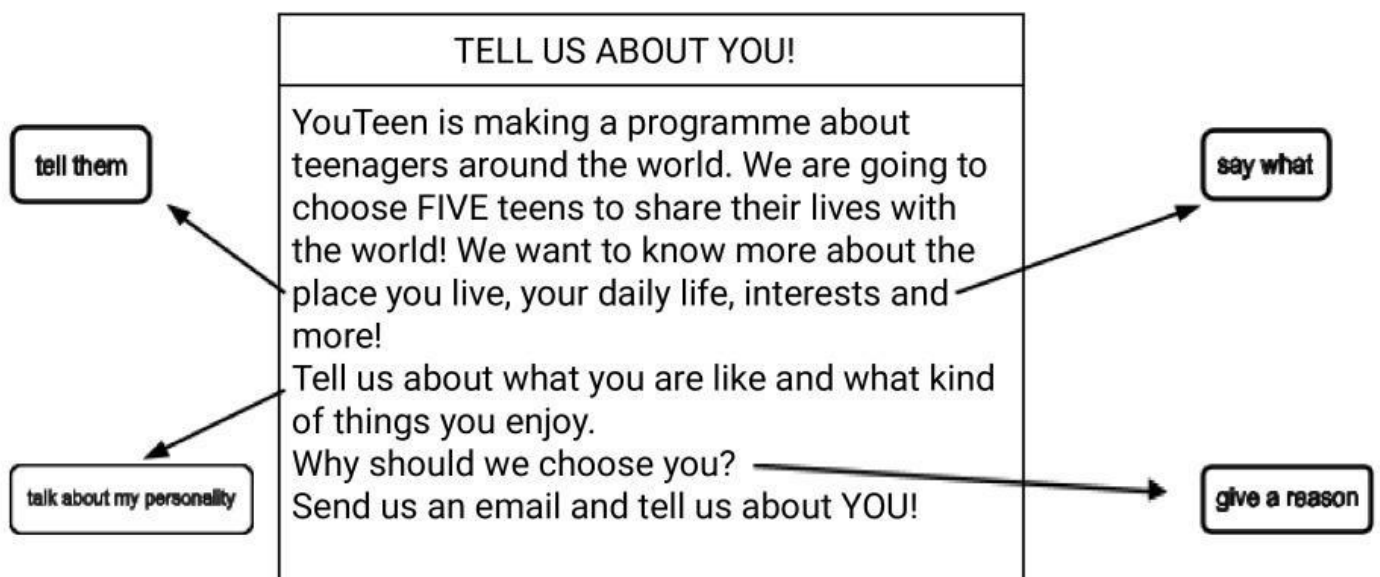 TELL US ABOUT YOU!
YouTeen is making a programme about
teenagers around the world. We are going to
choose FIVE teens to share their lives with
the world! We want to know more about the
place you live, your daily life, interests and
more!
Tell us about what you are like and what kind
of things you enjoy.
Why should we choose you?
Send us an email and tell us about YOU!
tell them
talk about my personality
say what
give a reason